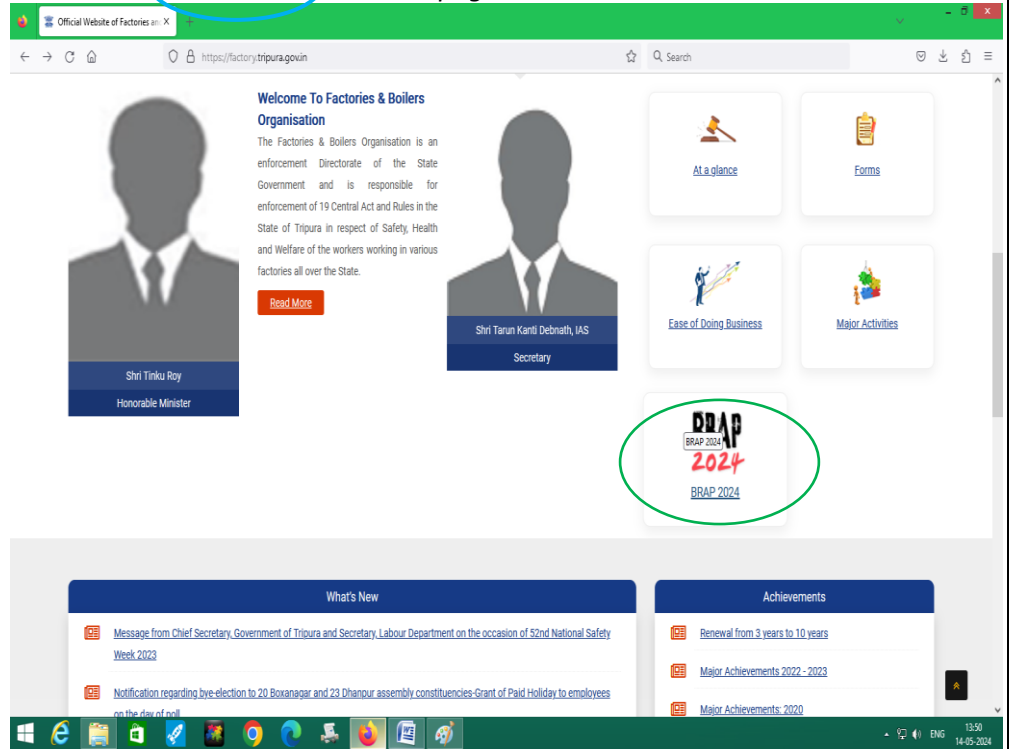 Official Website of Factories an
https://factory.tripura.gov.in
Search
Welcome To Factories & Boilers
Organisation
The Factories & Boilers Organisation is an
enforcement Directorate of the State
Government and is responsible for
enforcement of 19 Central Act and Rules in the
State of Tripura in respect of Safety, Health
and Welfare of the workers working in various
factories all over the State.
Read More
Shri Tinku Roy
Honorable Minister
Shri Tarun Kanti Debnath, IAS
Secretary
At a glance
Forms
Ease of Doing Business
Major Activities
BRAP
BRAP 2024
2024
BRAP 2024
What's New
Message from Chief Secretary, Government of Tripura and Secretary, Labour Department on the occasion of 52nd National Safety
Week 2023
Notification regarding bye-election to 20 Boxanagar and 23 Dhanpur assembly constituencies-Grant of Paid Holiday to employees
on the day of poll
Achievements
Renewal from 3 years to 10 years
Major Achievements 2022 - 2023
Major Achievements: 2020
ENG
13:50
14-05-2024